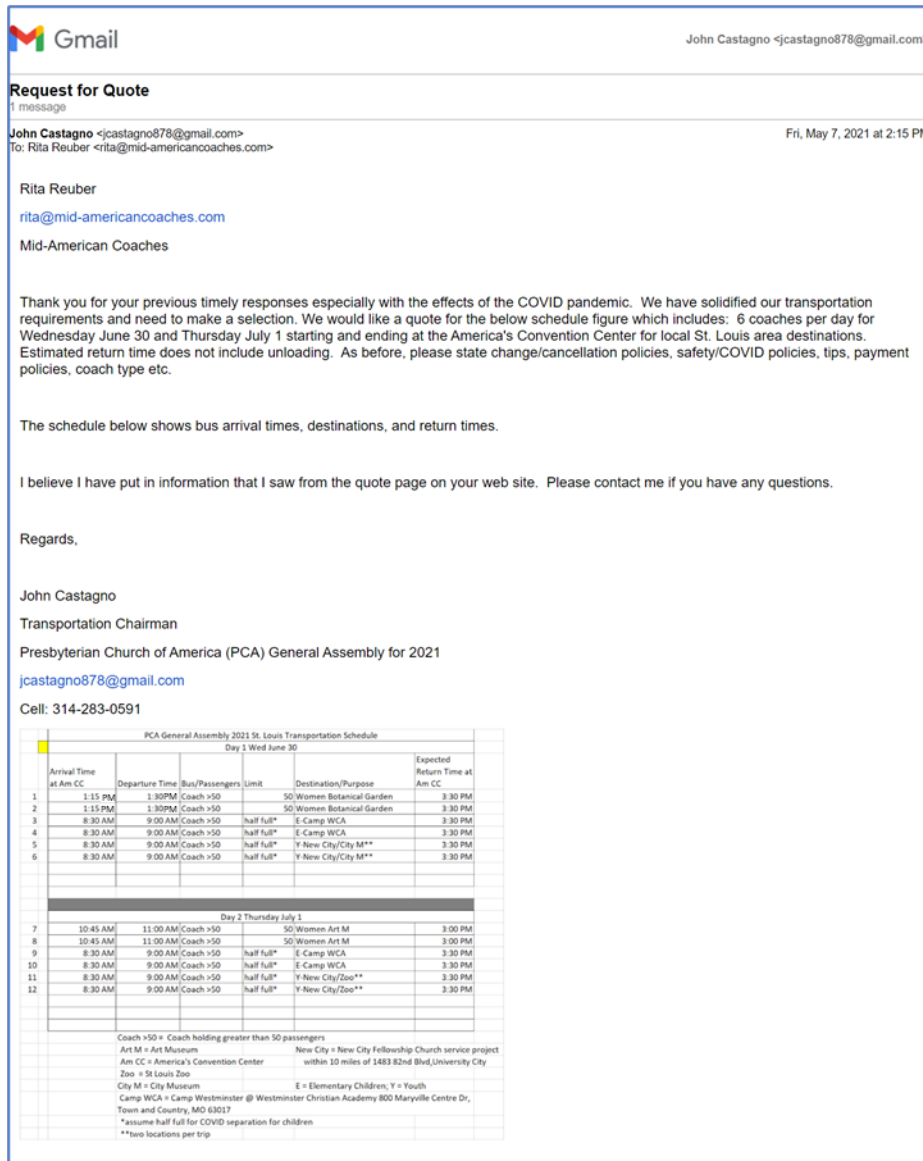 Gmail
John Castagno <jcastagno878@gmail.com
Request for Quote
1 message
John Castagno <jcastagno878@gmail.com>
Fri, May 7, 2021 at 2:15 PM
To: Rita Reuber <rita@mid-americancoaches.com>
Rita Reuber
rita@mid-americancoaches.com
Mid-American Coaches
Thank you for your previous timely responses especially with the effects of the COVID pandemic. We have solidified our transportation
requirements and need to make a selection. We would like a quote for the below schedule figure which includes: 6 coaches per day for
Wednesday June 30 and Thursday July 1 starting and ending at the America's Convention Center for local St. Louis area destinations.
Estimated return time does not include unloading. As before, please state change/cancellation policies, safety/COVID policies, tips, payment
policies, coach type etc.
The schedule below shows bus arrival times, destinations, and return times.
I believe I have put in information that I saw from the quote page on your web site. Please contact me if you have any questions.
Regards,
John Castagno
Transportation Chairman
Presbyterian Church of America (PCA) General Assembly for 2021
jcastagno878@gmail.com
Cell: 314-283-0591
PCA General Assembly 2021 St. Louis Transportation Schedule
Day 1 Wed June 30
Arrival Time at Am CC Departure Time Bus/Passengers Limit Destination/Purpose Expected Return Time at Am CC
1 1:15 PM 1:30PM Coach >50 50 Women Botanical Garden 3:30 PM
2 1:15 PM 1:30PM Coach >50 50 Women Botanical Garden 3:30 PM
3 8:30 AM 9:00 AM Coach >50 half full* E-Camp WCA 3:30 PM
4 8:30 AM 9:00 AM Coach >50 half full* E-Camp WCA 3:30 PM
5 8:30 AM 9:00 AM Coach >50 half full* Y-New City/City M** 3:30 PM
6 8:30 AM 9:00 AM Coach >50 half full* Y-New City/City M** 3:30 PM
Day 2 Thursday July 1
7 10:45 AM 11:00 AM Coach >50 50 Women Art M 3:00 PM
8 10:45 AM 11:00 AM Coach >50 50 Women Art M 3:00 PM
9 8:30 AM 9:00 AM Coach >50 half full* E-Camp WCA 3:30 PM
10 8:30 AM 9:00 AM Coach >50 half full* E-Camp WCA 3:30 PM
11 8:30 AM 9:00 AM Coach >50 half full* Y-New City/Zoo** 3:30 PM
12 8:30 AM 9:00 AM Coach >50 half full* Y-New City/Zoo** 3:30 PM
Coach >50 = Coach holding greater than 50 passengers
Art M = Art Museum New City = New City Fellowship Church service project
Am CC = America's Convention Center within 10 miles of 1483 82nd Blvd,University City
Zoo = St Louis Zoo
City M = City Museum E = Elementary Children; Y = Youth
Camp WCA = Camp Westminster @ Westminster Christian Academy 800 Maryville Centre Dr,
Town and Country, MO 63017
*assume half full for COVID separation for children
**two locations per trip